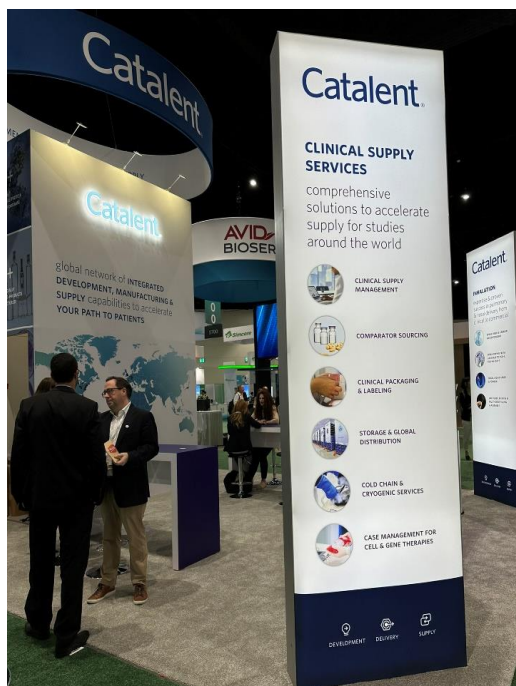 Catalent
Catalent
global network of INTEGRATED
DEVELOPMENT, MANUFACTURING &
SUPPLY capabilities to accelerate
YOUR PATH TO PATIENTS
AVID
BIOSER
Catalent®
CLINICAL SUPPLY
SERVICES
comprehensive
solutions to accelerate
supply for studies
around the world
CLINICAL SUPPLY
MANAGEMENT
COMPARATOR SOURCING
CLINICAL PACKAGING
& LABELING
STORAGE & GLOBAL
DISTRIBUTION
COLD CHAIN &
CRYOGENIC SERVICES
CASE MANAGEMENT FOR
CELL & GENE THERAPIES
DEVELOPMENT
DELIVERY
SUPPLY
Catalent
INHALATION